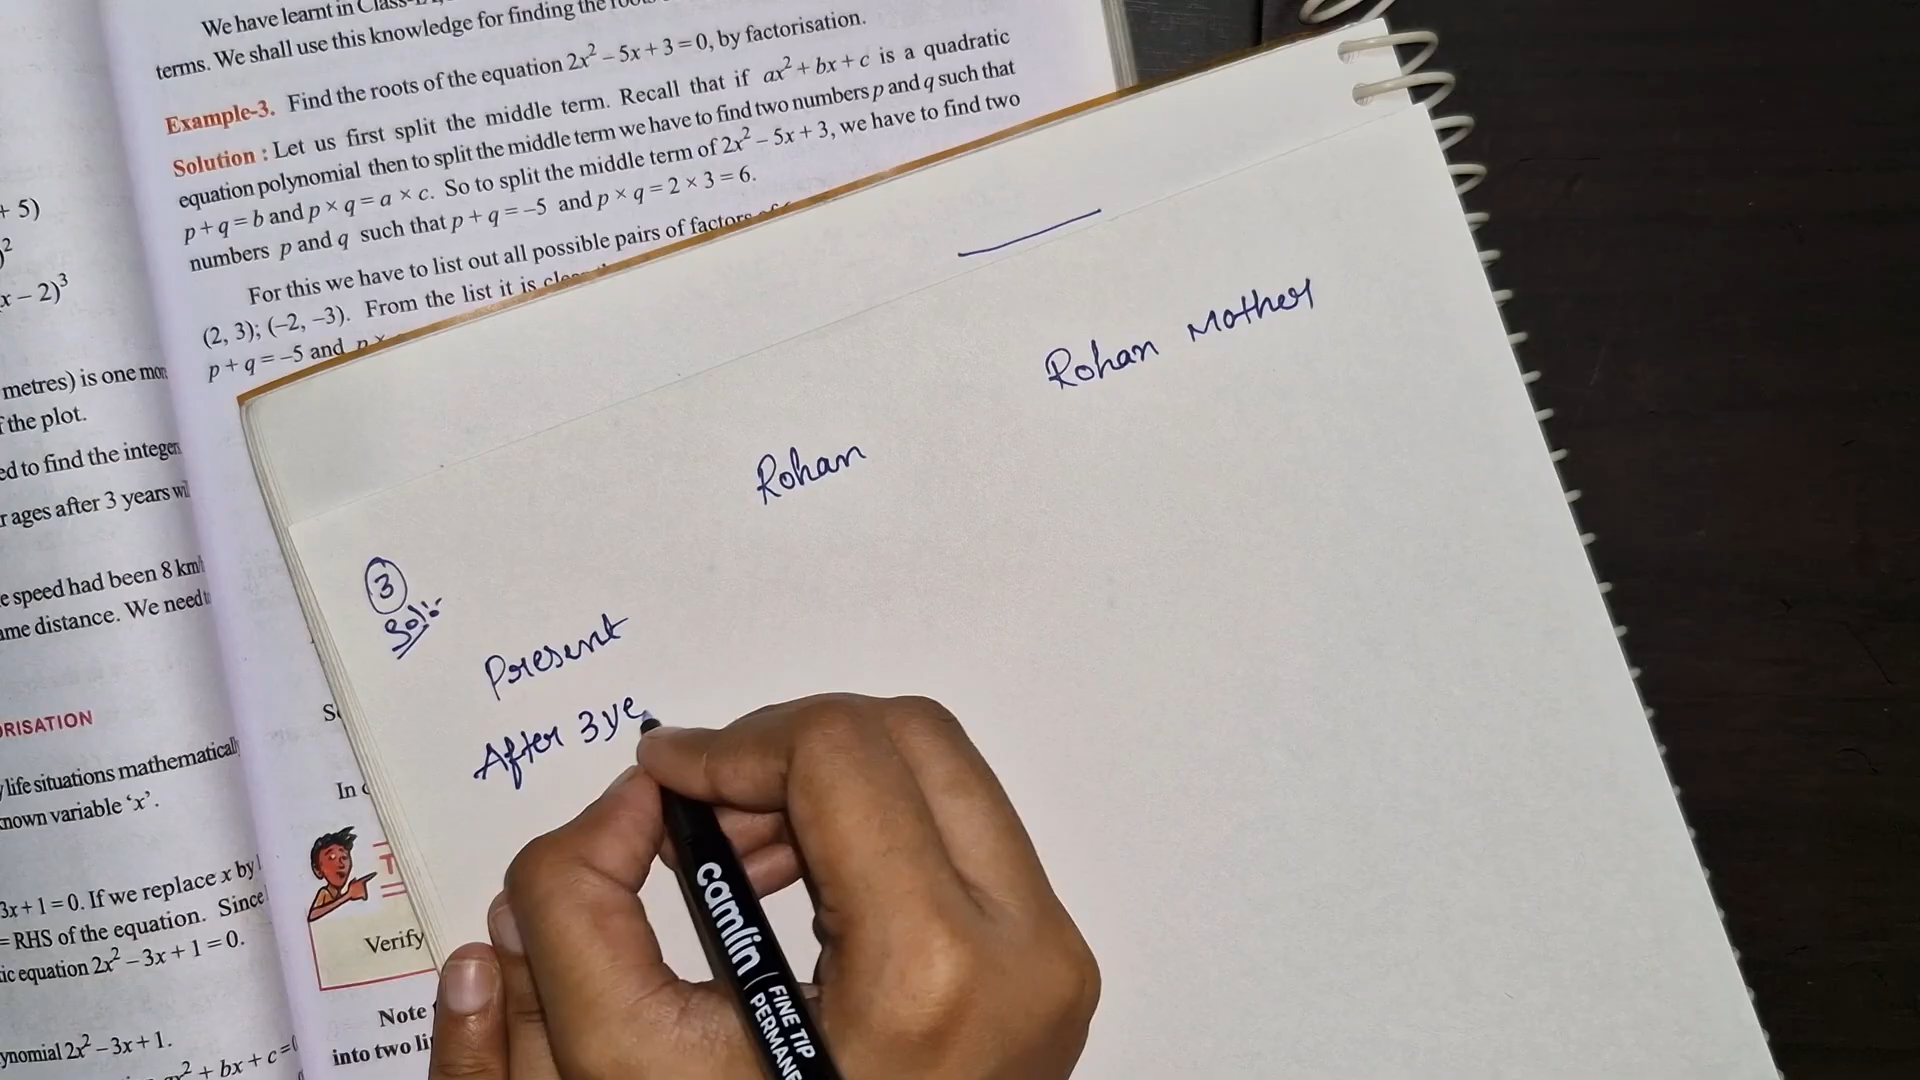 + 5)
x – 2)³
metres) is one more
f the plot.
ed to find the integers
r ages after 3 years
e speed had been 8 km/h
ame distance. We need to
ORISATION
life situations mathematically
nown variable ‘x’.
3x + 1 = 0. If we replace x by
= RHS of the equation. Since
ic equation 2x² – 3x + 1 = 0.
ynomial 2x² – 3x + 1.
x² + bx + c =
We have learnt in Class-
terms. We shall use this knowledge for finding the
Example-3. Find the roots of the equation 2x² – 5x + 3 = 0, by factorisation.
Solution : Let us first split the middle term. Recall that if ax² + bx + c is a quadratic
equation polynomial then to split the middle term we have to find two numbers p and q such that
p + q = b and p × q = a × c. So to split the middle term of 2x² – 5x + 3, we have to find two
numbers p and q such that p + q = –5 and p × q = 2 × 3 = 6.
For this we have to list out all possible pairs of factors of
(2, 3); (–2, –3). From the list it is
p + q = –5 and p ×
Verify
Note
into two
Rohan Mother
Rohan
3
Sol:-
Present
After 3 ye
camlin
FINE TIP
PERMANE